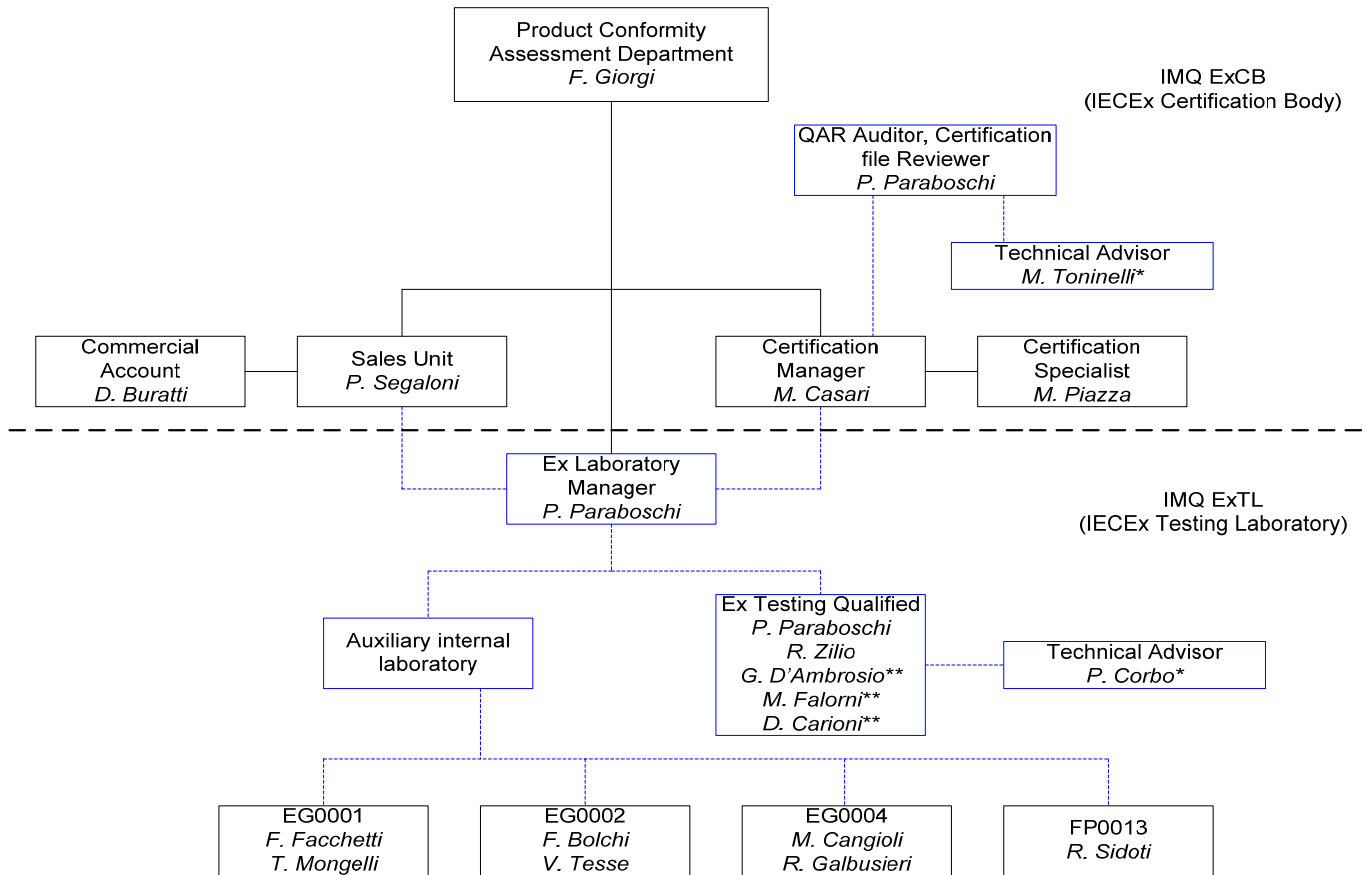 Product Conformity
Assessment Department
F. Giorgi
IMQ ExCB
(IECEx Certification Body)
QAR Auditor, Certification
file Reviewer
P. Paraboschi
Technical Advisor
M. Toninelli*
Commercial
Account
D. Buratti
Sales Unit
P. Segaloni
Certification
Manager
M. Casari
Certification
Specialist
M. Piazza
Ex Laboratory
Manager
P. Paraboschi
IMQ ExTL
(IECEx Testing Laboratory)
Auxiliary internal
laboratory
Ex Testing Qualified
P. Paraboschi
R. Zilio
G. D’Ambrosio**
M. Falorni**
D. Carioni**
Technical Advisor
P. Corbo*
EG0001
F. Facchetti
T. Mongelli
EG0002
F. Bolchi
V. Tesse
EG0004
M. Cangioli
R. Galbusieri
FP0013
R. Sidoti